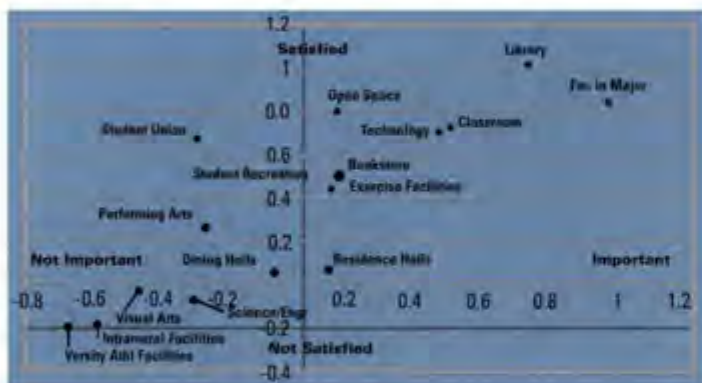 1.2
Satisfied
Library
1
Fac. in Major
Open Space
0.8
Student Union
Technology
Classroom
0.6
Student Recreation
Bookstore
Exercise Facilities
0.4
Performing Arts
0.2
Not Important
Dining Halls
Residence Halls
Important
-0.8 -0.6 -0.4 -0.2 0.2 0.4 0.6 0.8 1 1.2
Visual Arts
Science/Engr
-0.2
Intramural Facilities
Versity Athl Facilities
Not Satisfied
-0.4